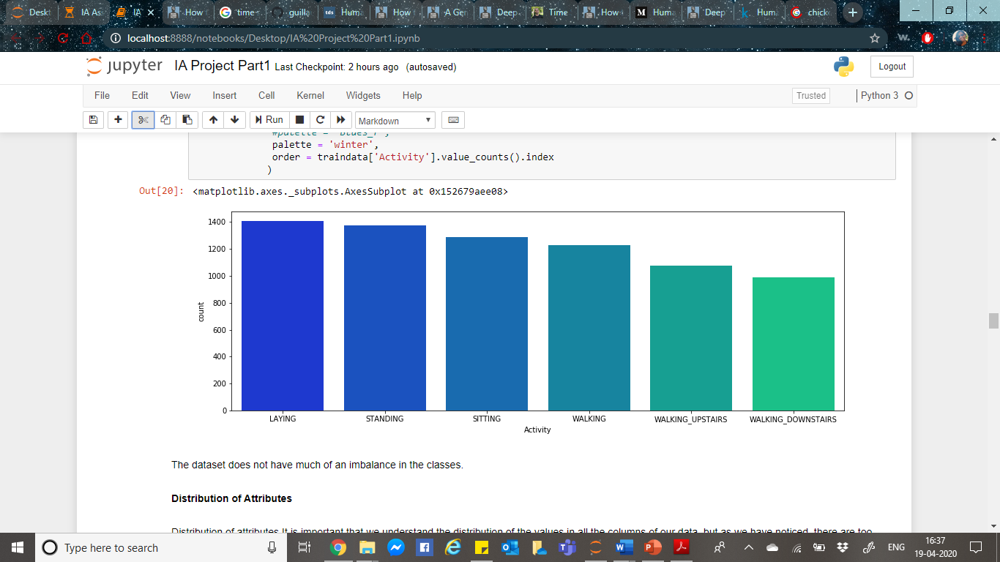 Deskt
IA As
IA
How
time
guilla
tds Huma
How
A Ger
Deep
Time
How
M Huma
Deep
Hum
chick
localhost:8888/notebooks/Desktop/IA%20Project%20Part1.ipynb
jupyter IA Project Part1 Last Checkpoint: 2 hours ago (autosaved)
Logout
File Edit View Insert Cell Kernel Widgets Help
Trusted Python 3
Run Markdown
#palette = 'Blues_r',
palette = 'winter',
order = traindata['Activity'].value_counts().index
)
Out[20]: <matplotlib.axes._subplots.AxesSubplot at 0x152679aee08>
1400
1200
1000
800
600
400
200
0
count
LAYING STANDING SITTING WALKING WALKING_UPSTAIRS WALKING_DOWNSTAIRS
Activity
The dataset does not have much of an imbalance in the classes.
Distribution of Attributes
Distribution of attributes It is important that we understand the distribution of the values in all the columns of our data, but as we have noticed, there are too
Type here to search
ENG
16:37
19-04-2020